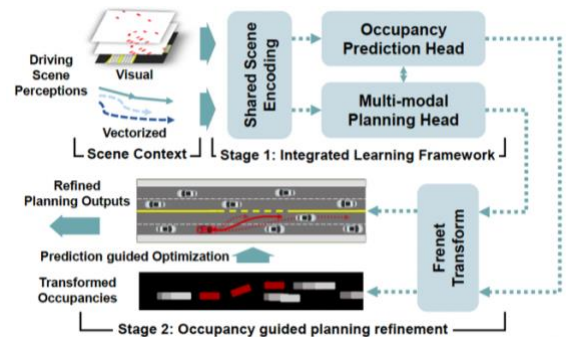 Driving
Scene
Perceptions
Visual
Vectorized
Scene Context
Shared Scene
Encoding
Occupancy
Prediction Head
Multi-modal
Planning Head
Stage 1: Integrated Learning Framework
Refined
Planning Outputs
Prediction guided Optimization
Transformed
Occupancies
Frenet
Transform
Stage 2: Occupancy guided planning refinement